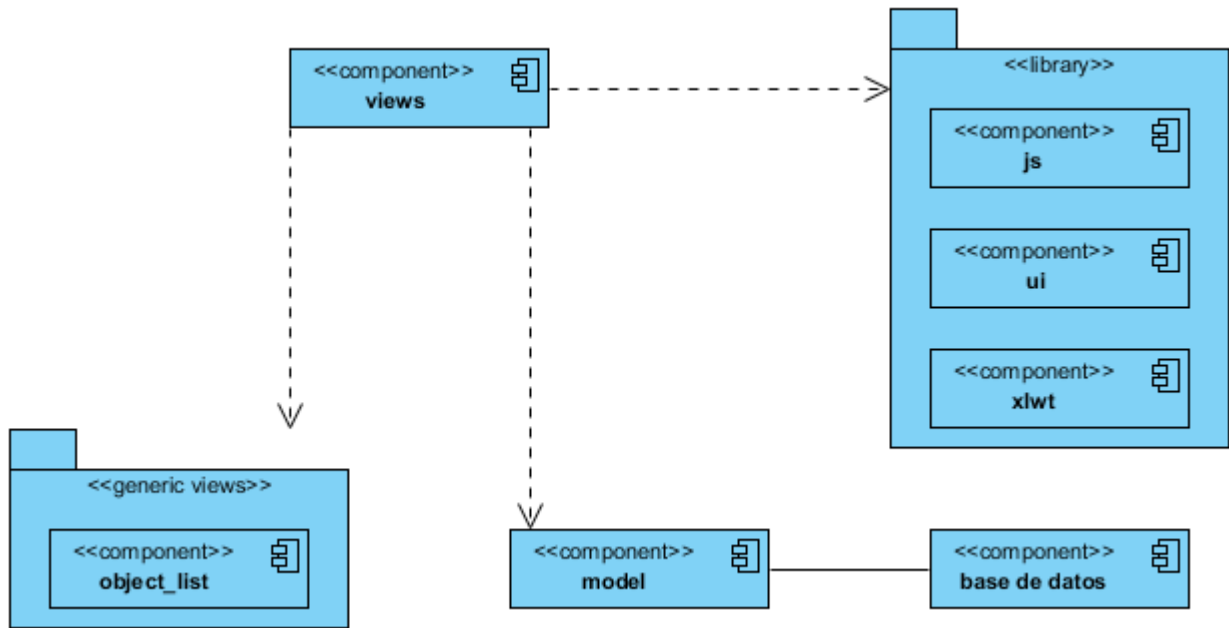 <<component>>
views
<<library>>
<<component>>
js
<<component>>
ui
<<component>>
xlwt
<<generic views>>
<<component>>
object_list
<<component>>
model
<<component>>
base de datos